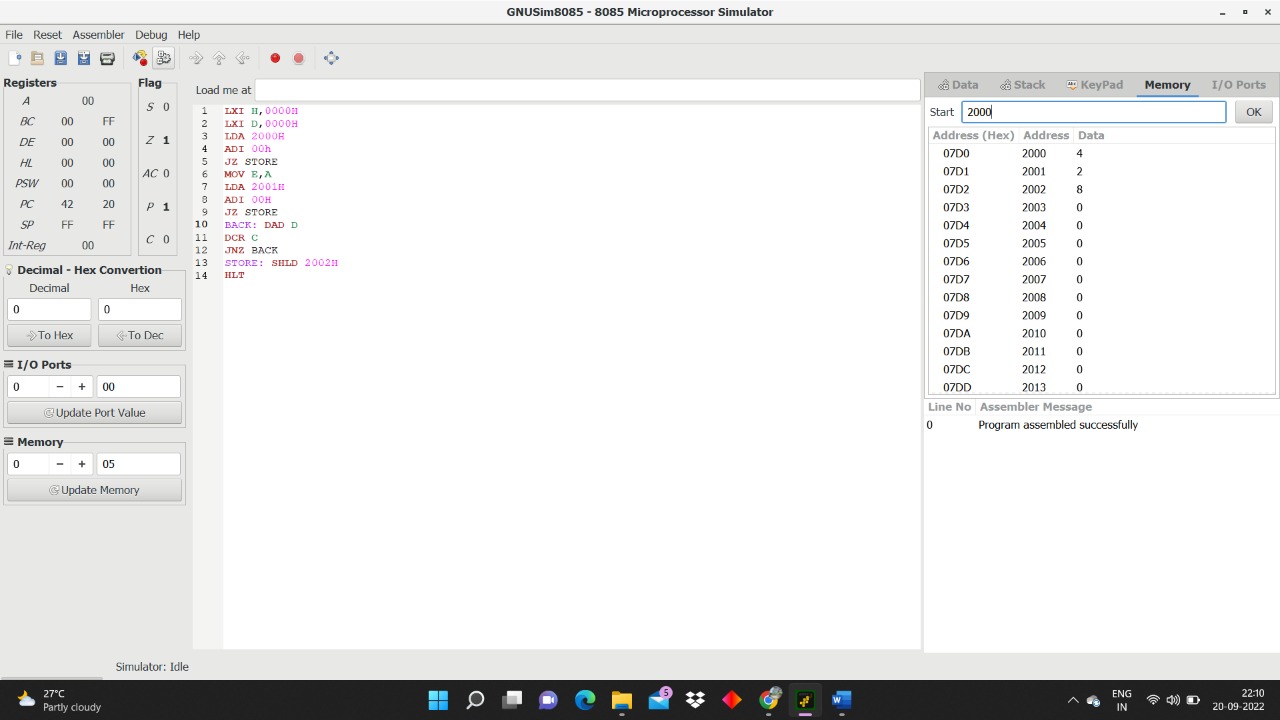 GNUSim8085 - 8085 Microprocessor Simulator
File Reset Assembler Debug Help
Registers
A 00
BC 00 FF
DE 00 00
HL 00 00
PSW 00 00
PC 42 20
SP FF FF
Int-Reg 00
Flag
S 0
Z 1
AC 0
P 1
C 0
Decimal - Hex Convertion
Decimal Hex
0 0
To Hex To Dec
I/O Ports
0 − + 00
Update Port Value
Memory
0 − + 05
Update Memory
Load me at
1 LXI H,0000H
2 LXI D,0000H
3 LDA 2000H
4 ADI 00h
5 JZ STORE
6 MOV E,A
7 LDA 2001H
8 ADI 00H
9 JZ STORE
10 BACK: DAD D
11 DCR C
12 JNZ BACK
13 STORE: SHLD 2002H
14 HLT
Data Stack KeyPad Memory I/O Ports
Start 2000 OK
Address (Hex) Address Data
07D0 2000 4
07D1 2001 2
07D2 2002 8
07D3 2003 0
07D4 2004 0
07D5 2005 0
07D6 2006 0
07D7 2007 0
07D8 2008 0
07D9 2009 0
07DA 2010 0
07DB 2011 0
07DC 2012 0
07DD 2013 0
Line No Assembler Message
0 Program assembled successfully
Simulator: Idle
27°C
Partly cloudy
5
W
ENG
IN
22:10
20-09-2022